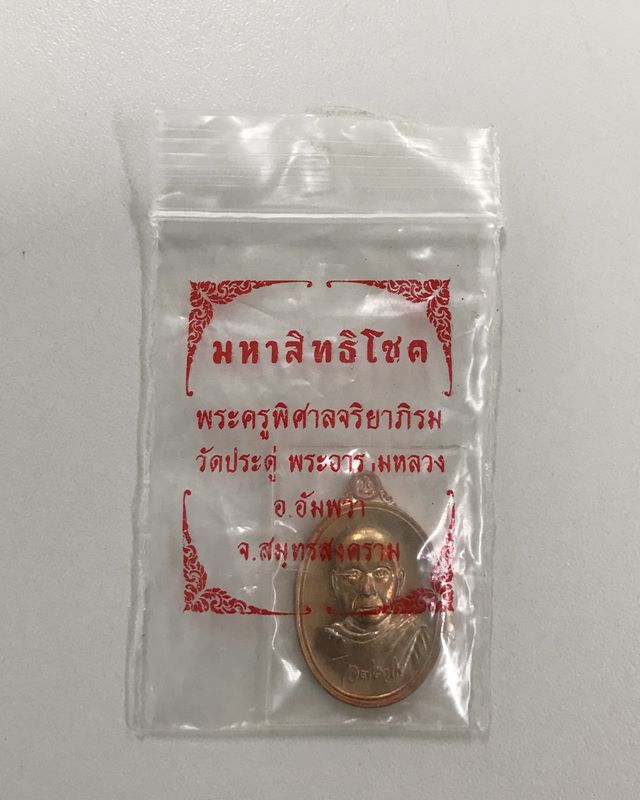 มหาสิทธิโชค
พระครูพิศาลจริยาภิรม
วัดประดู่ พระอารามหลวง
อ.อัมพวา
จ.สมุทรสงคราม